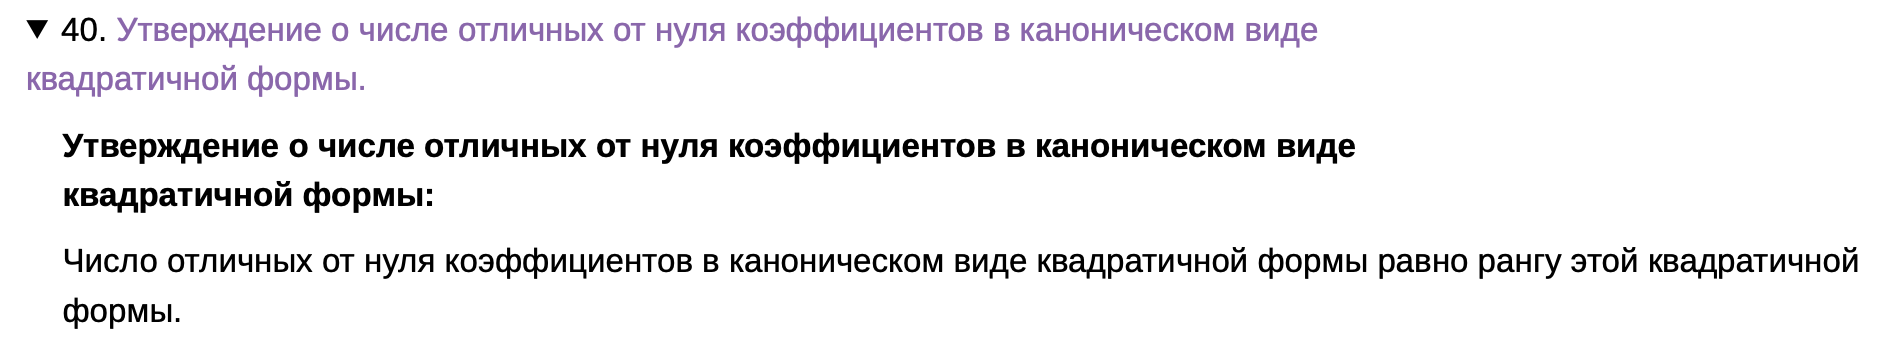 ▼ 40. Утверждение о числе отличных от нуля коэффициентов в каноническом виде
квадратичной формы.
Утверждение о числе отличных от нуля коэффициентов в каноническом виде
квадратичной формы:
Число отличных от нуля коэффициентов в каноническом виде квадратичной формы равно рангу этой квадратичной
формы.